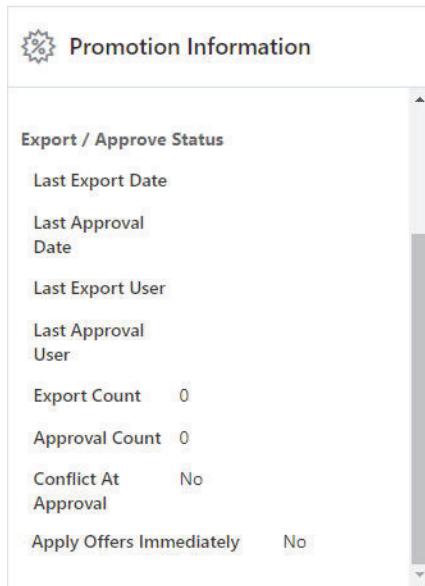 Promotion Information
Export / Approve Status
Last Export Date
Last Approval
Date
Last Export User
Last Approval
User
Export Count 0
Approval Count 0
Conflict At No
Approval
Apply Offers Immediately No